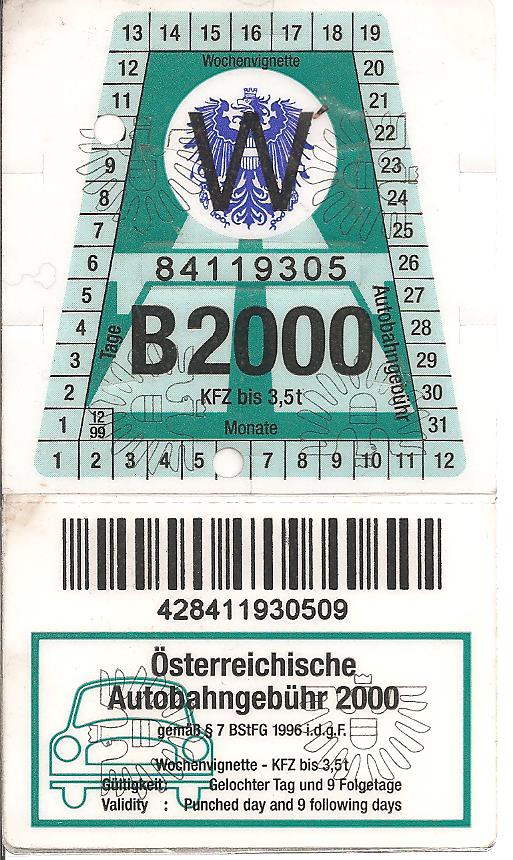 13 14 15 16 17 18 19
Wochenvignette
12 20
11 21
22
9 23
8 24
7 25
6 26
5 27
4 28
3 29
2 30
1 31
W
84119305
B2000
Tage
Autobahngebühr
KFZ bis 3,5t
12
99
Monate
1 2 3 4 5 7 8 9 10 11 12
428411930509
Österreichische
Autobahngebühr 2000
gemäß § 7 BStFG 1996 i.d.g.F.
Wochenvignette - KFZ bis 3,5t
Gültigkeit : Gelochter Tag und 9 Folgetage
Validity : Punched day and 9 following days